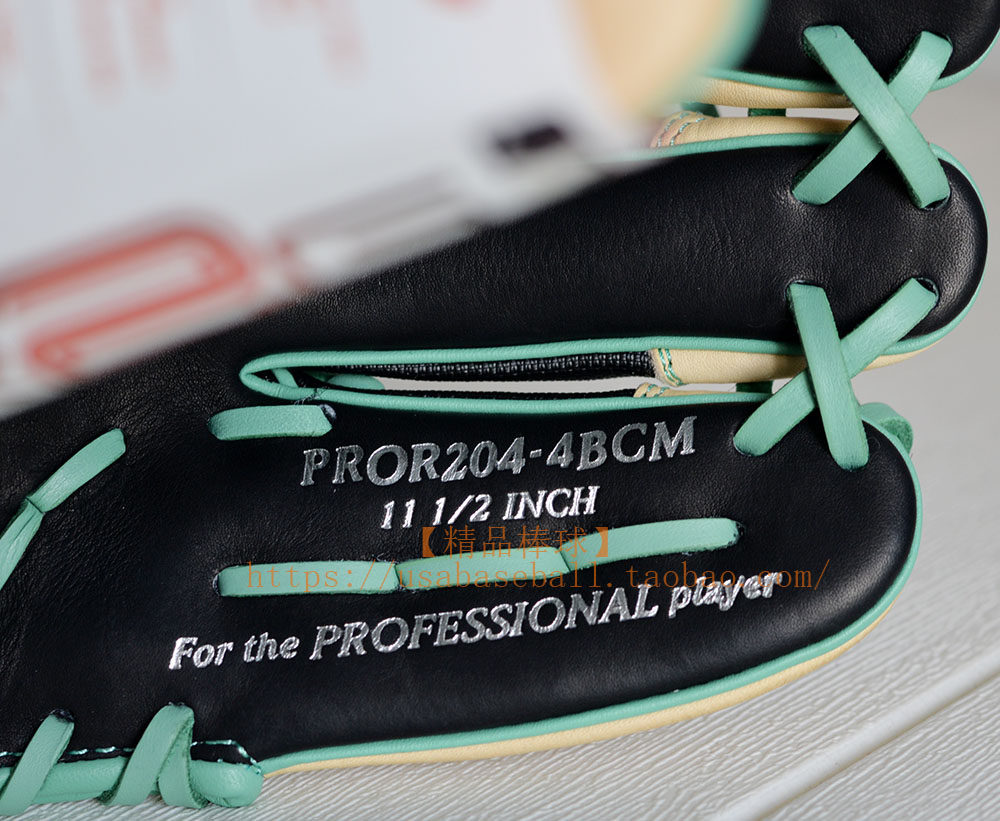 PROR204-4BCM
11 1/2 INCH
【精品棒球】
https://usabaseball.taobao.com/
For the PROFESSIONAL player